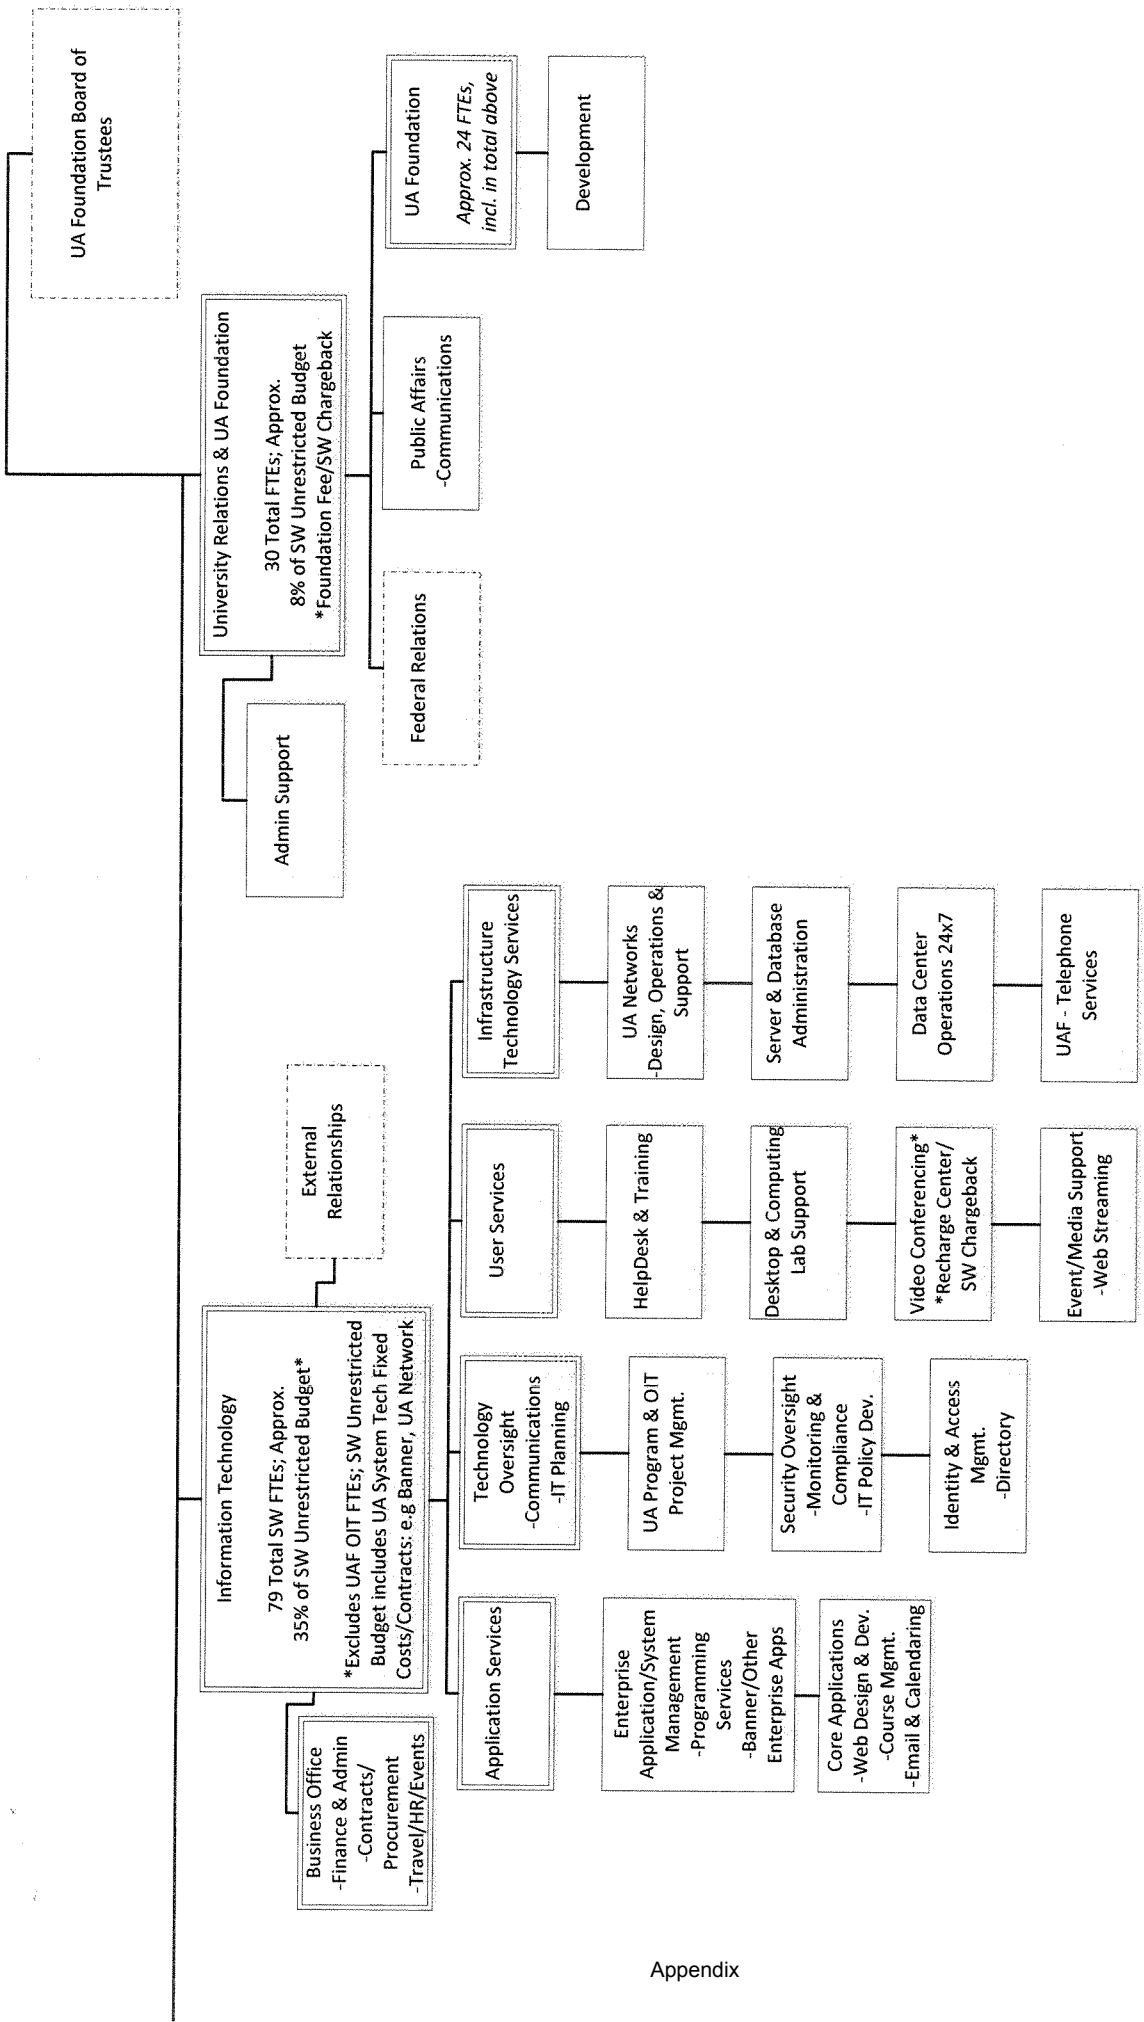 UA Foundation Board of
Trustees
Information Technology
79 Total SW FTEs; Approx.
35% of SW Unrestricted Budget*
*Excludes UAF OIT FTEs; SW Unrestricted
Budget includes UA System Tech Fixed
Costs/Contracts: e.g Banner, UA Network
University Relations & UA Foundation
30 Total FTEs; Approx.
8% of SW Unrestricted Budget
*Foundation Fee/SW Chargeback
Business Office
-Finance & Admin
-Contracts/
Procurement
-Travel/HR/Events
External
Relationships
Admin Support
Federal Relations
Public Affairs
-Communications
UA Foundation
Approx. 24 FTEs,
incl. in total above
Development
Application Services
Enterprise
Application/System
Management
-Programming
Services
-Banner/Other
Enterprise Apps
Core Applications
-Web Design & Dev.
-Course Mgmt.
-Email & Calendaring
Technology
Oversight
-Communications
-IT Planning
UA Program & OIT
Project Mgmt.
Security Oversight
-Monitoring &
Compliance
-IT Policy Dev.
Identity & Access
Mgmt.
-Directory
User Services
HelpDesk & Training
Desktop & Computing
Lab Support
Video Conferencing*
*Recharge Center/
SW Chargeback
Event/Media Support
-Web Streaming
Infrastructure
Technology Services
UA Networks
-Design, Operations &
Support
Server & Database
Administration
Data Center
Operations 24x7
UAF - Telephone
Services
Appendix